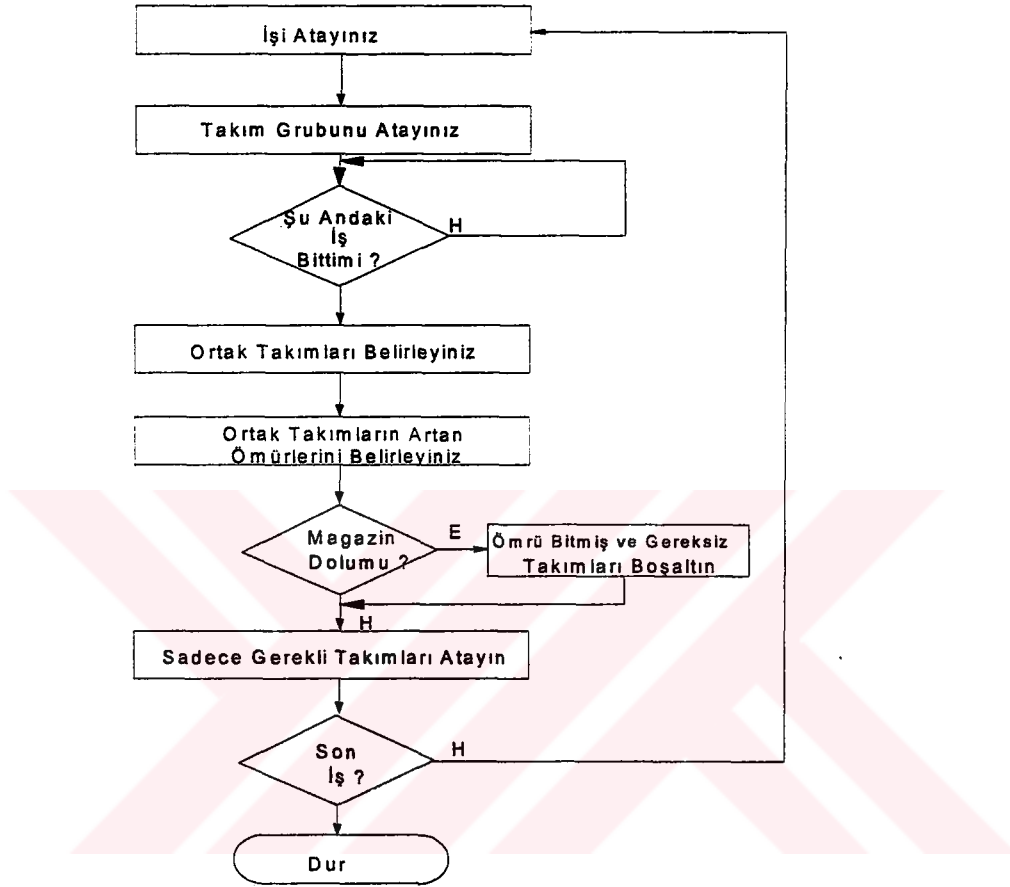 İşi Atayınız
Takım Grubunu Atayınız
Şu Andaki
İş
Bittimi ?
H
Ortak Takımları Belirleyiniz
Ortak Takımların Artan
Ömürlerini Belirleyiniz
Magazin
Dolumu ?
E
Ömrü Bitmiş ve Gereksiz
Takımları Boşaltın
H
Sadece Gerekli Takımları Atayın
Son
İş ?
H
Dur